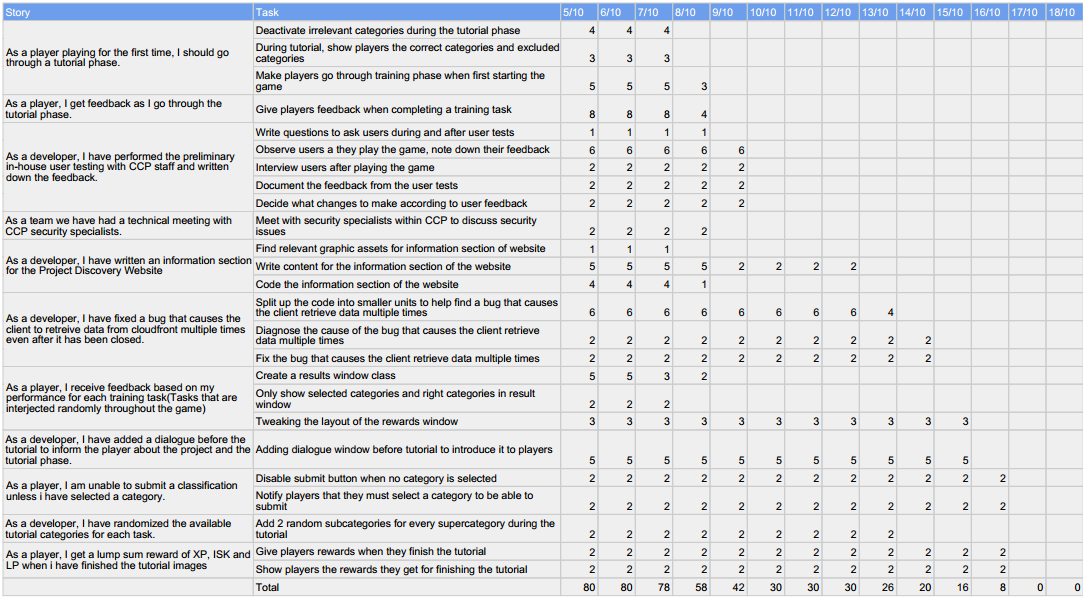 Story Task 5/10 6/10 7/10 8/10 9/10 10/10 11/10 12/10 13/10 14/10 15/10 16/10 17/10 18/10
As a player playing for the first time, I should go
through a tutorial phase.
Deactivate irrelevant categories during the tutorial phase 4 4 4
During tutorial, show players the correct categories and excluded
categories 3 3 3
Make players go through training phase when first starting the
game 5 5 5 3
As a player, I get feedback as I go through the
tutorial phase.
Give players feedback when completing a training task 8 8 8 4
As a developer, I have performed the preliminary
in-house user testing with CCP staff and written
down the feedback.
Write questions to ask users during and after user tests 1 1 1 1
Observe users a they play the game, note down their feedback 6 6 6 6 6
Interview users after playing the game 2 2 2 2 2
Document the feedback from the user tests 2 2 2 2 2
Decide what changes to make according to user feedback 2 2 2 2 2
As a team we have had a technical meeting with
CCP security specialists.
Meet with security specialists within CCP to discuss security
issues 2 2 2 2
As a developer, I have written an information section
for the Project Discovery Website
Find relevant graphic assets for information section of website 1 1 1
Write content for the information section of the website 5 5 5 5 2 2 2 2
Code the information section of the website 4 4 4 1
As a developer, I have fixed a bug that causes the
client to retreive data from cloudfront multiple times
even after it has been closed.
Split up the code into smaller units to help find a bug that causes
the client retrieve data multiple times 6 6 6 6 6 6 6 6 4
Diagnose the cause of the bug that causes the client retrieve
data multiple times 2 2 2 2 2 2 2 2 2 2
Fix the bug that causes the client retrieve data multiple times 2 2 2 2 2 2 2 2 2 2
As a player, I receive feedback based on my
performance for each training task(Tasks that are
interjected randomly throughout the game)
Create a results window class 5 5 3 2
Only show selected categories and right categories in result
window 2 2 2
Tweaking the layout of the rewards window 3 3 3 3 3 3 3 3 3 3 3
As a developer, I have added a dialogue before the
tutorial to inform the player about the project and the
tutorial phase.
Adding dialogue window before tutorial to introduce it to players 5 5 5 5 5 5 5 5 5 5 5
As a player, I am unable to submit a classification
unless i have selected a category.
Disable submit button when no category is selected 2 2 2 2 2 2 2 2 2 2 2 2
Notify players that they must select a category to be able to
submit 2 2 2 2 2 2 2 2 2 2 2 2
As a developer, I have randomized the available
tutorial categories for each task.
Add 2 random subcategories for every supercategory during the
tutorial 2 2 2 2 2 2 2 2 2
As a player, I get a lump sum reward of XP, ISK and
LP when i have finished the tutorial images
Give players rewards when they finish the tutorial 2 2 2 2 2 2 2 2 2 2 2 2
Show players the rewards they get for finishing the tutorial 2 2 2 2 2 2 2 2 2 2 2 2
Total 80 80 78 58 42 30 30 30 26 20 16 8 0 0